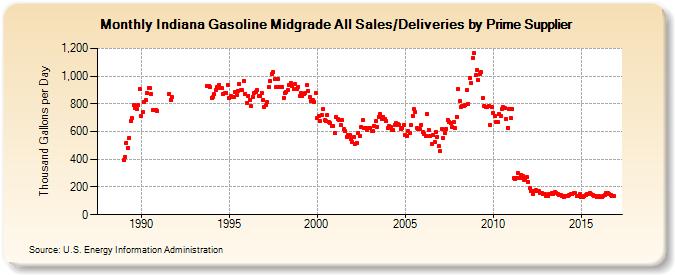 Monthly Indiana Gasoline Midgrade All Sales/Deliveries by Prime Supplier
Thousand Gallons per Day
1,200
1,000
800
600
400
200
0
1990 1995 2000 2005 2010 2015
Source: U.S. Energy Information Administration